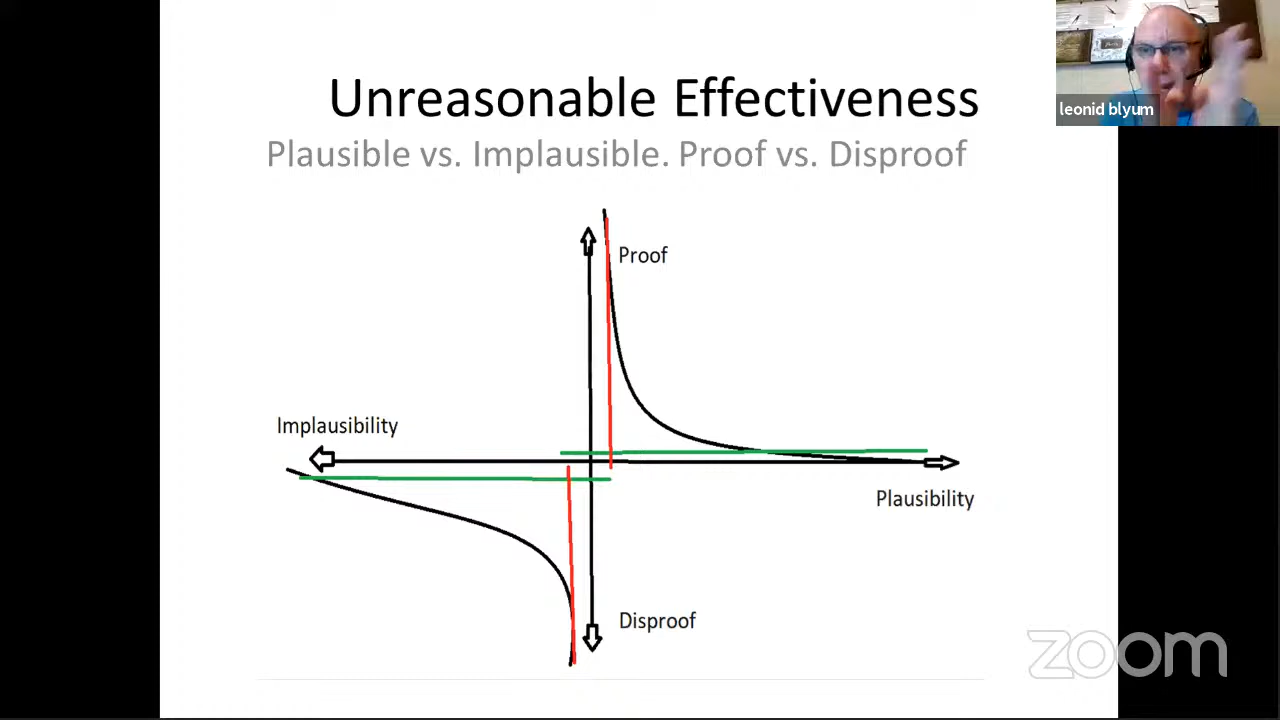 Unreasonable Effectiveness
Plausible vs. Implausible. Proof vs. Disproof
leonid blyum
Proof
Implausibility
Plausibility
Disproof
zoom